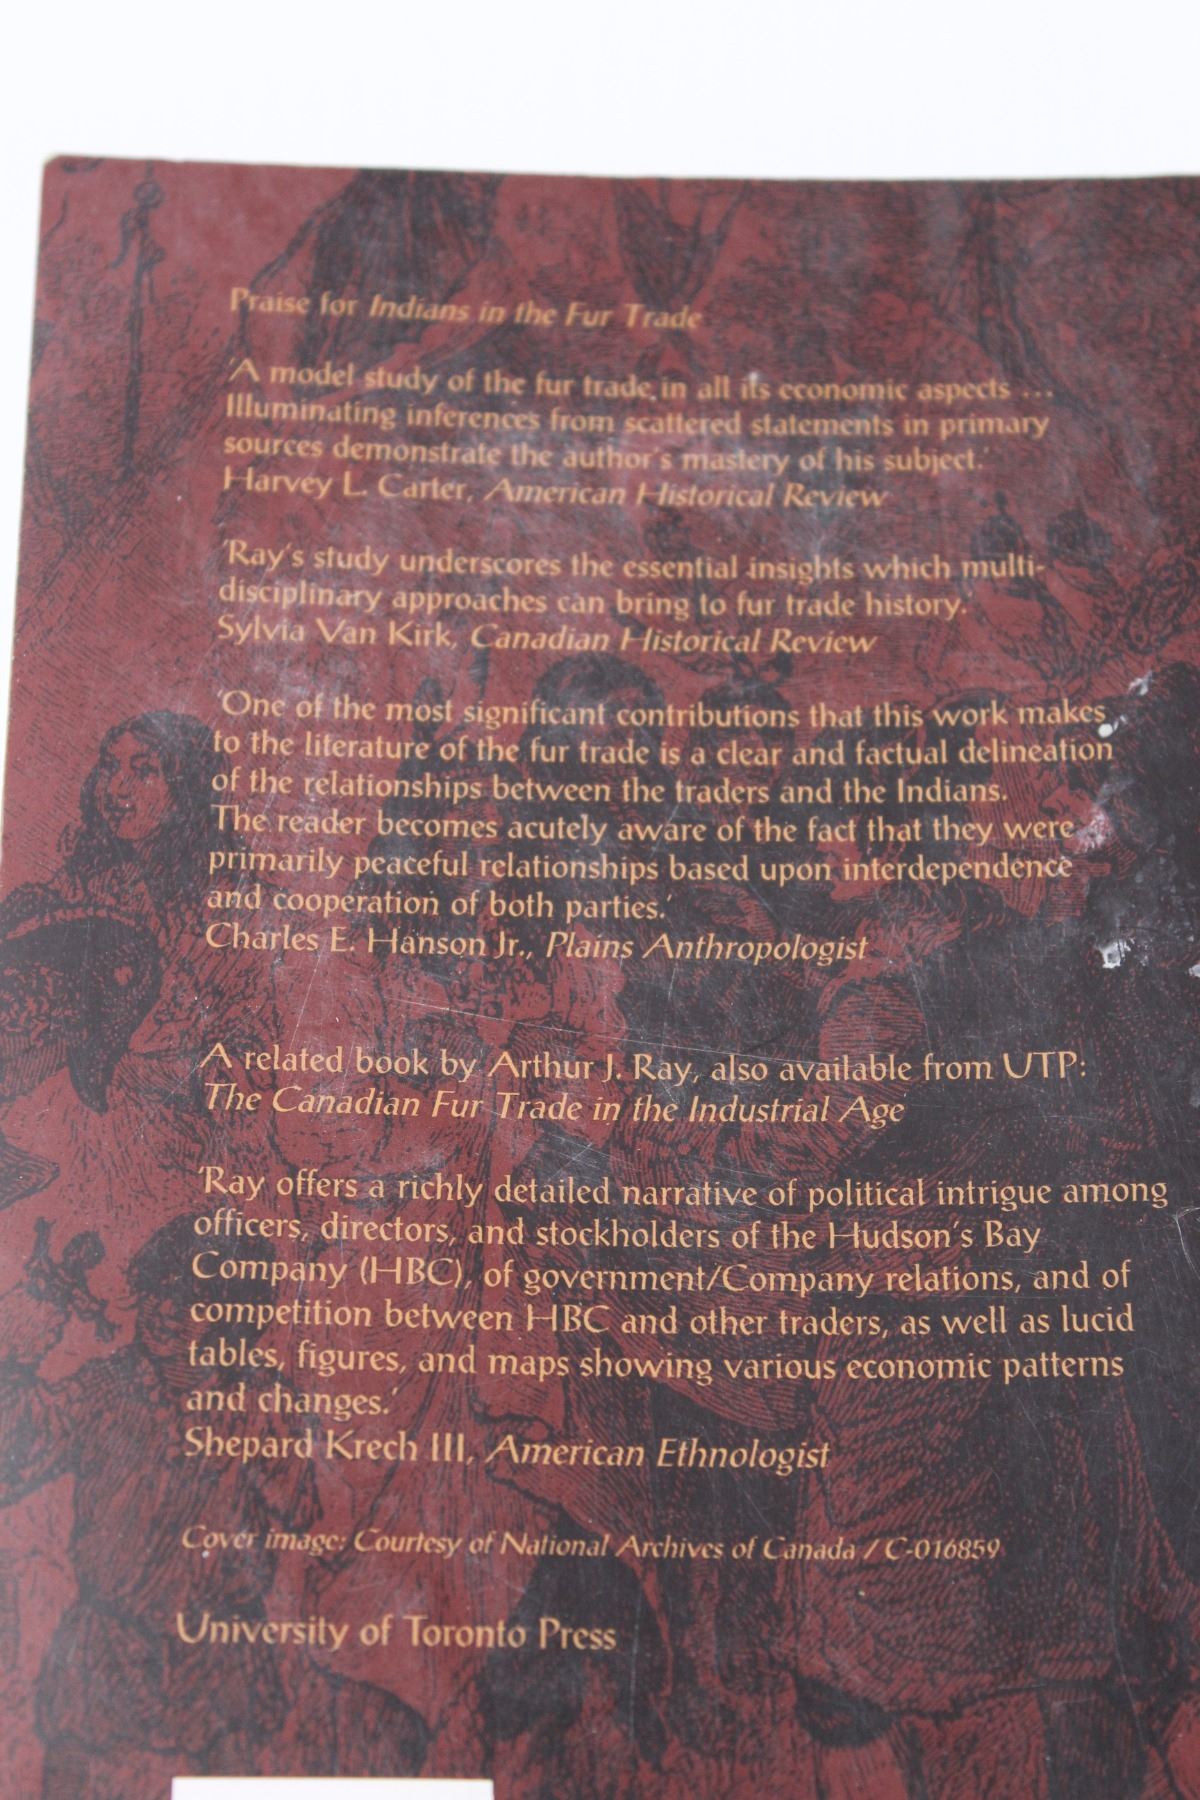 Praise for Indians in the Fur Trade
'A model study of the fur trade in all its economic aspects ...
Illuminating inferences from scattered statements in primary
sources demonstrate the author's mastery of his subject.'
Harvey L. Carter, American Historical Review
'Ray's study underscores the essential insights which multi-
disciplinary approaches can bring to fur trade history.'
Sylvia Van Kirk, Canadian Historical Review
'One of the most significant contributions that this work makes
to the literature of the fur trade is a clear and factual delineation
of the relationships between the traders and the Indians.
The reader becomes acutely aware of the fact that they were
primarily peaceful relationships based upon interdependence
and cooperation of both parties.'
Charles E. Hanson Jr., Plains Anthropologist
A related book by Arthur J. Ray, also available from UTP:
The Canadian Fur Trade in the Industrial Age
'Ray offers a richly detailed narrative of political intrigue among
officers, directors, and stockholders of the Hudson's Bay
Company (HBC), of government/Company relations, and of
competition between HBC and other traders, as well as lucid
tables, figures, and maps showing various economic patterns
and changes.'
Shepard Krech III, American Ethnologist
Cover image: Courtesy of National Archives of Canada / C-016859
University of Toronto Press